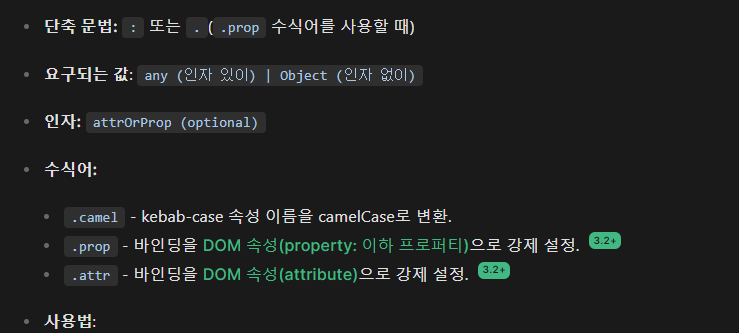 단축 문법: : 또는 .(.prop 수식어를 사용할 때)
요구되는 값: any (인자 있이) | Object (인자 없이)
인자: attrOrProp (optional)
수식어:
.camel - kebab-case 속성 이름을 camelCase로 변환.
.prop - 바인딩을 DOM 속성(property: 이하 프로퍼티)으로 강제 설정. 3.2+
.attr - 바인딩을 DOM 속성(attribute)으로 강제 설정. 3.2+
사용법: